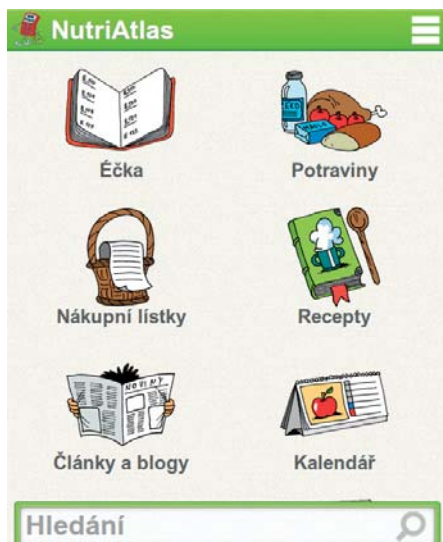 NutriAtlas
Éčka
Potraviny
Nákupní lístky
Recepty
Články a blogy
Kalendář
Hledání